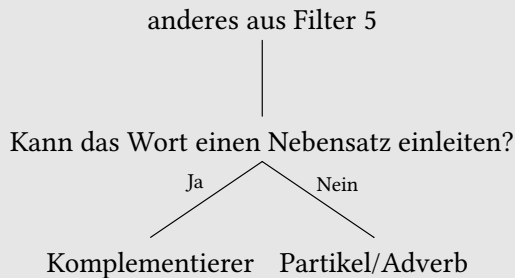 anderes aus Filter 5
Kann das Wort einen Nebensatz einleiten?
Ja Nein
Komplementierer Partikel/Adverb